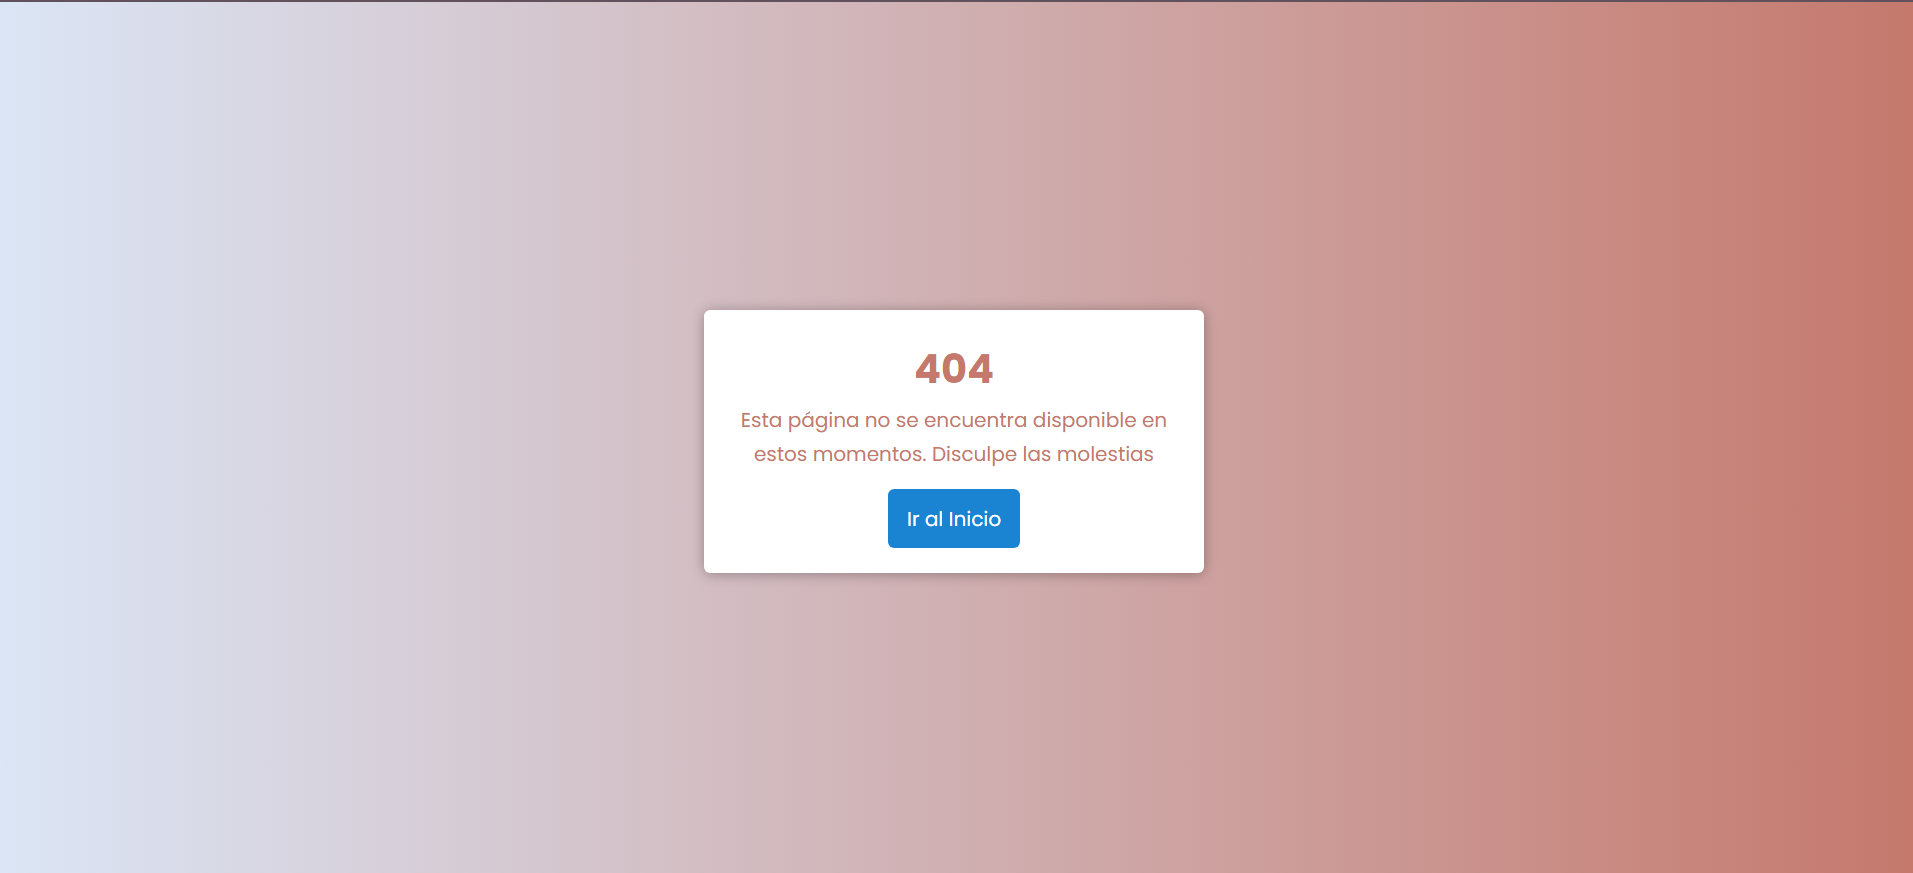 404
Esta página no se encuentra disponible en
estos momentos. Disculpe las molestias
Ir al Inicio